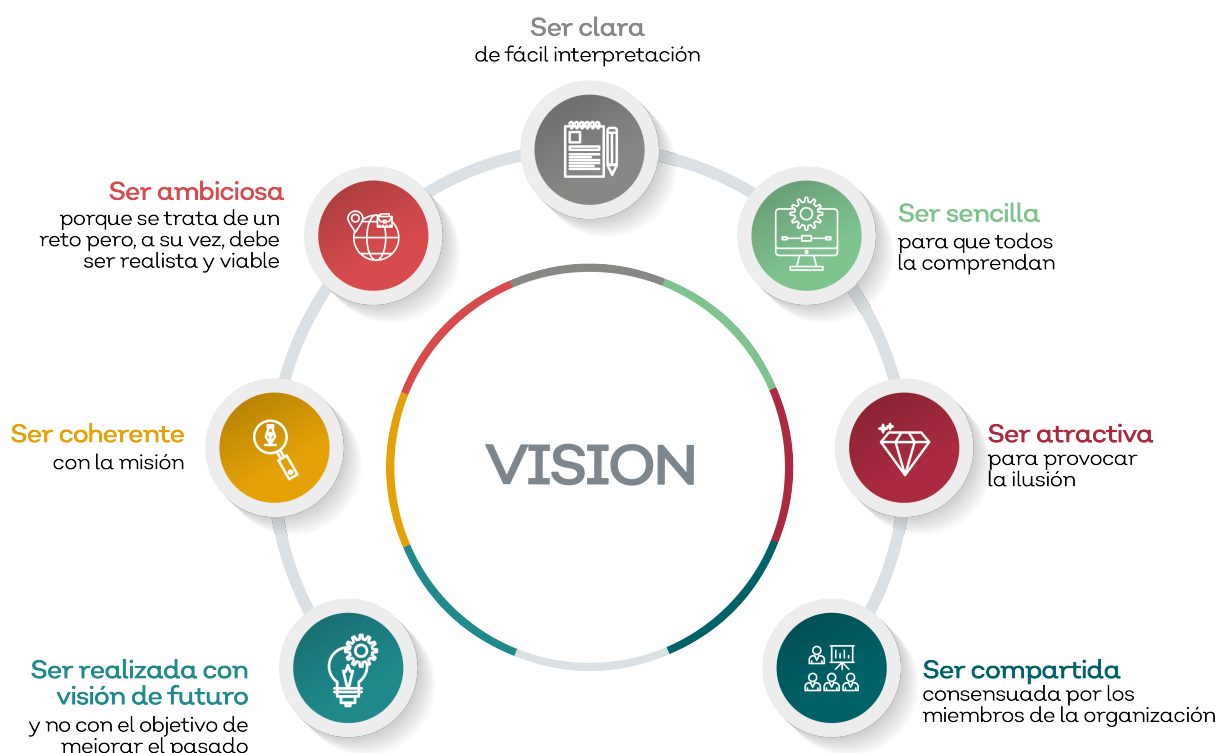 Ser clara
de fácil interpretación
Ser ambiciosa
porque se trata de un
reto pero, a su vez, debe
ser realista y viable
Ser sencilla
para que todos
la comprendan
Ser coherente
con la misión
VISION
Ser atractiva
para provocar
la ilusión
Ser realizada con
visión de futuro
y no con el objetivo de
mejorar el pasado
Ser compartida
consensuada por los
miembros de la organización